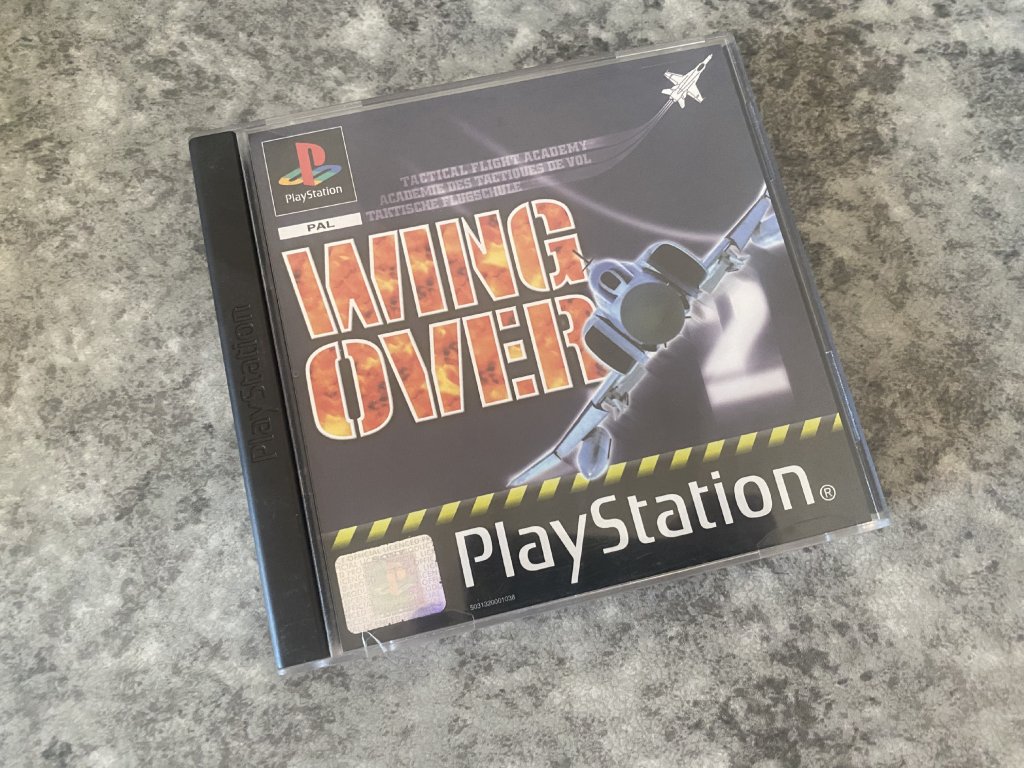 PlayStation
PAL
TACTICAL FLIGHT ACADEMY
ACADEMIE DES TACTIQUES DE VOL
TAKTISCHE FLUGSCHULE
WING
OVER
2
PlayStation®
5031320001038
PlayStation